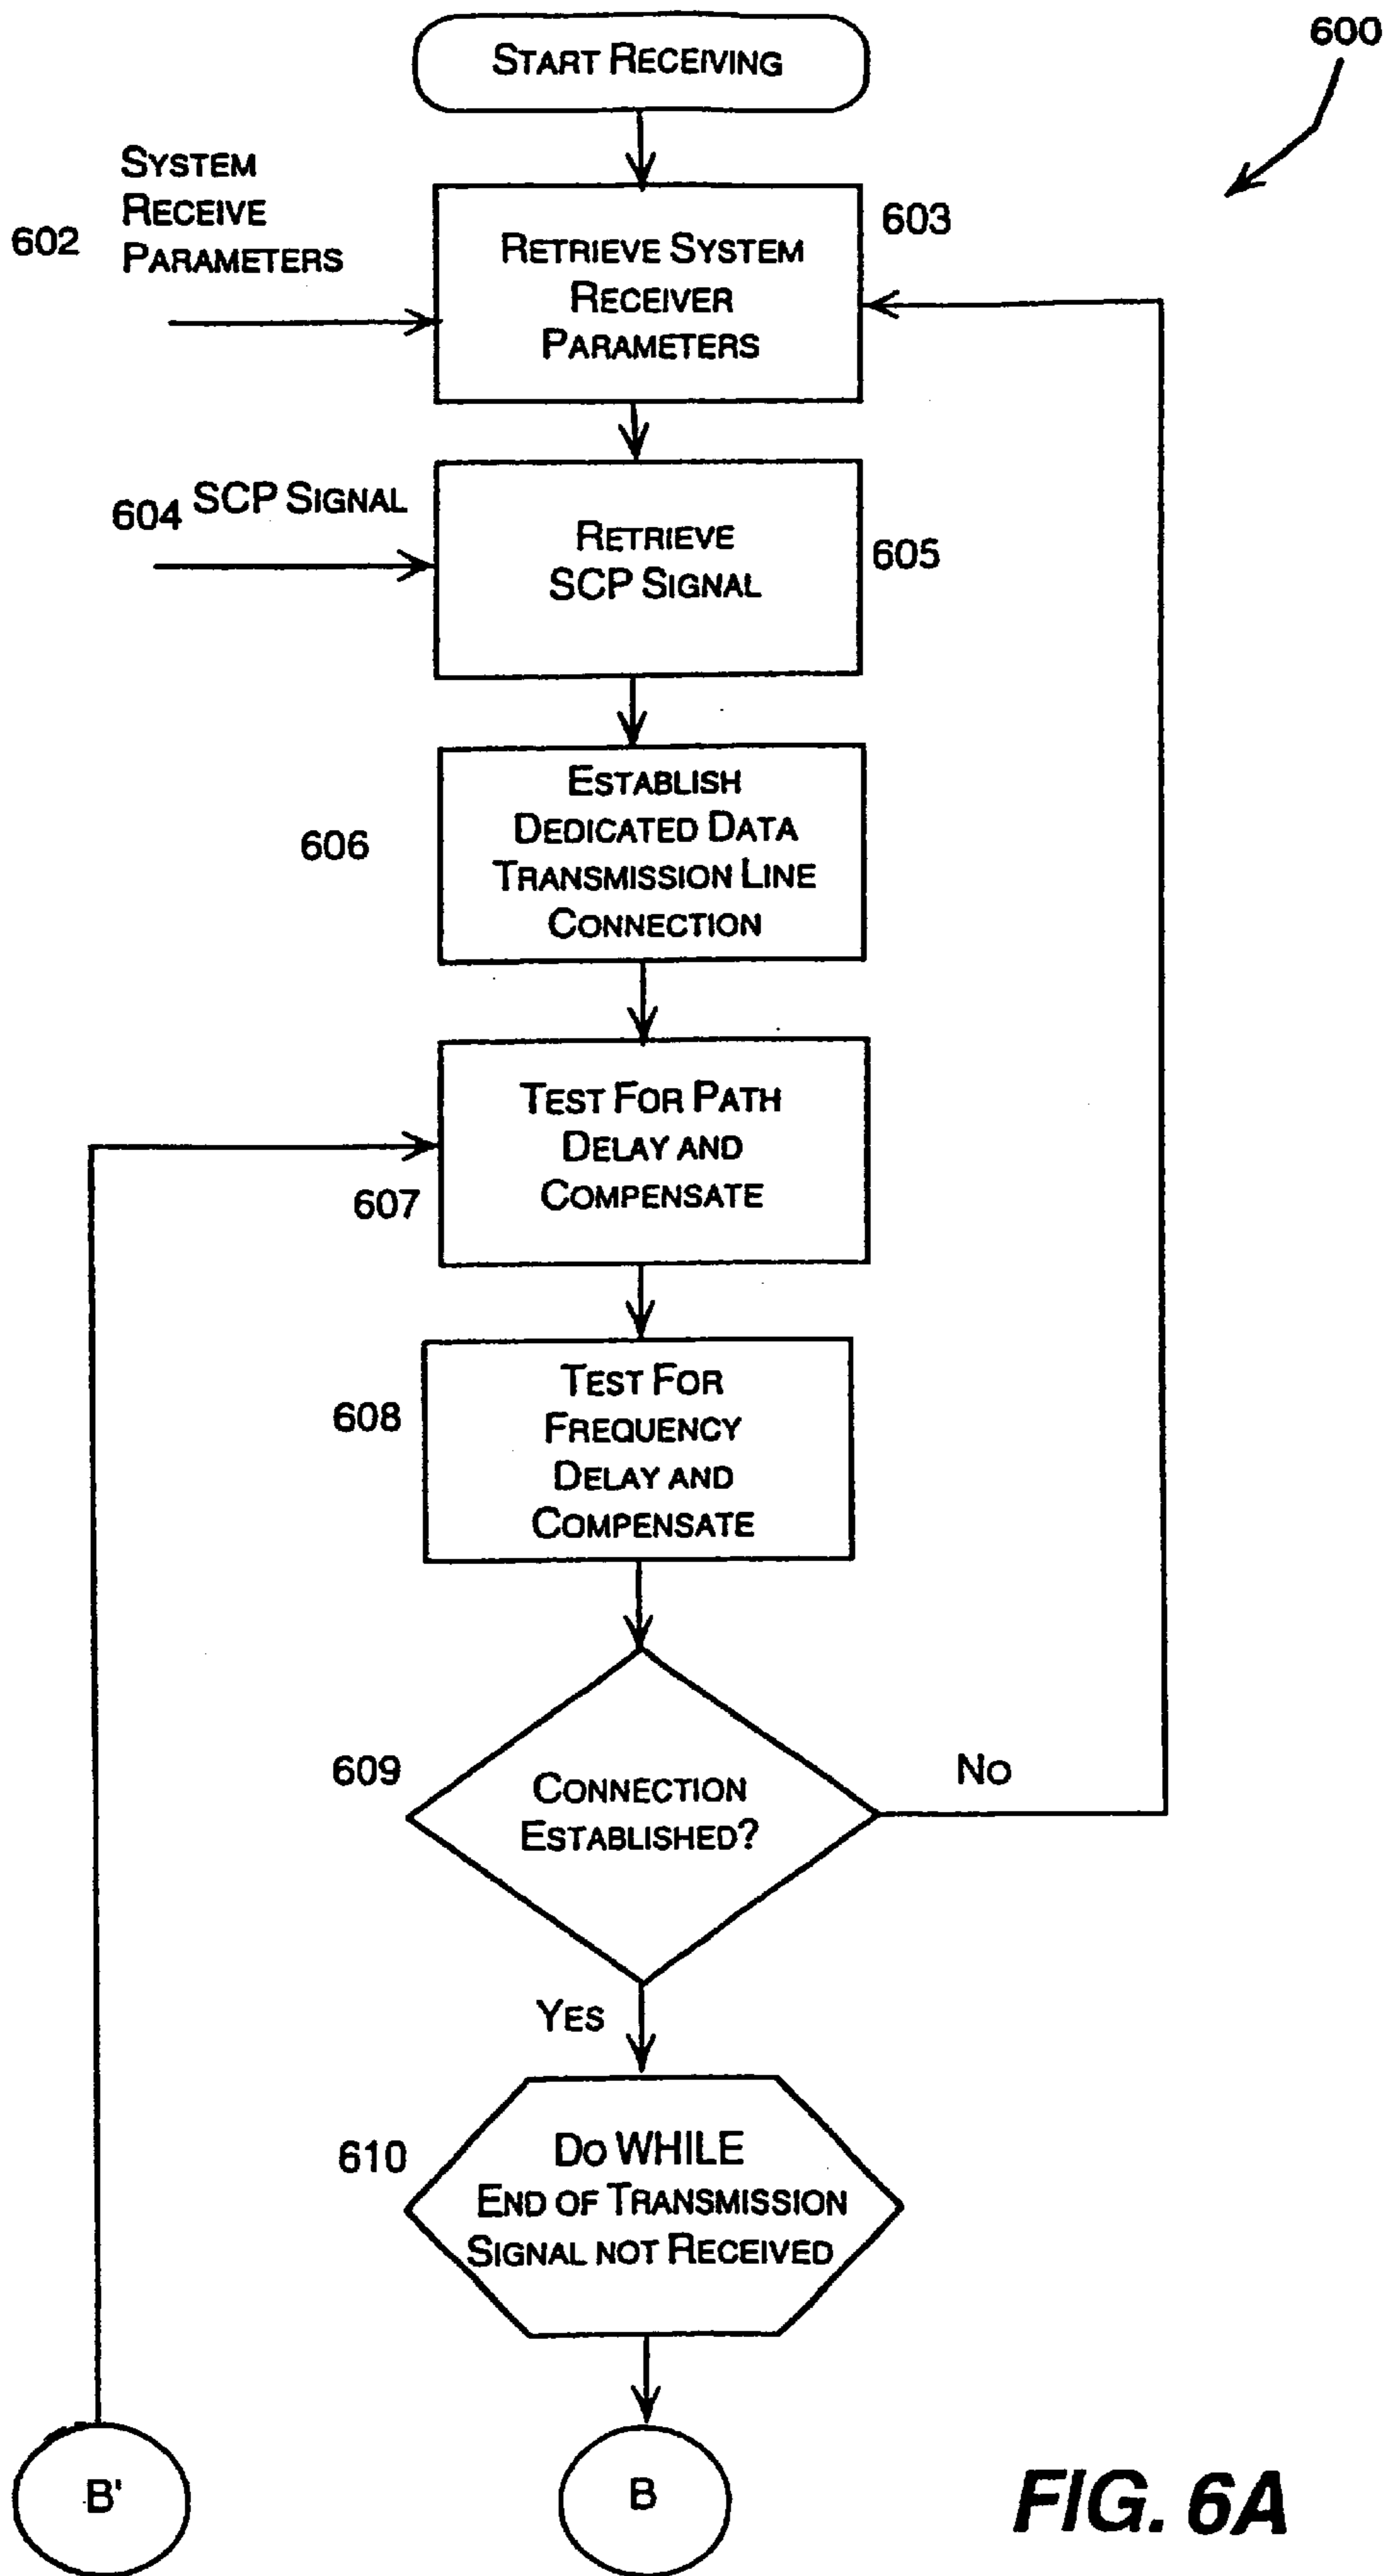 600
START RECEIVING
602
SYSTEM
RECEIVE
PARAMETERS
603
RETRIEVE SYSTEM
RECEIVER
PARAMETERS
604
SCP SIGNAL
RETRIEVE
SCP SIGNAL
605
606
ESTABLISH
DEDICATED DATA
TRANSMISSION LINE
CONNECTION
607
TEST FOR PATH
DELAY AND
COMPENSATE
608
TEST FOR
FREQUENCY
DELAY AND
COMPENSATE
609
CONNECTION
ESTABLISHED?
NO
YES
610
DO WHILE
END OF TRANSMISSION
SIGNAL NOT RECEIVED
B'
B
FIG. 6A